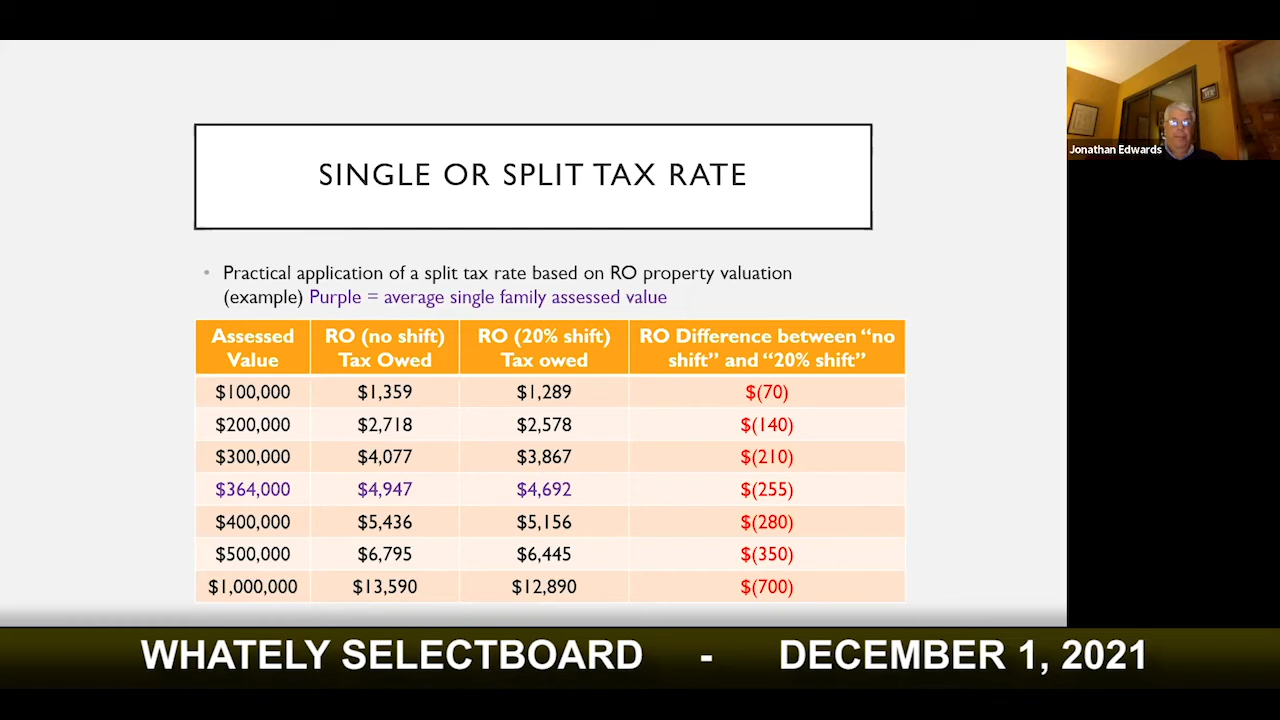 SINGLE OR SPLIT TAX RATE
Jonathan Edwards
• Practical application of a split tax rate based on RO property valuation
(example) Purple = average single family assessed value
Assessed Value RO (no shift) Tax Owed RO (20% shift) Tax owed RO Difference between “no shift” and “20% shift”
$100,000 $1,359 $1,289 $(70)
$200,000 $2,718 $2,578 $(140)
$300,000 $4,077 $3,867 $(210)
$364,000 $4,947 $4,692 $(255)
$400,000 $5,436 $5,156 $(280)
$500,000 $6,795 $6,445 $(350)
$1,000,000 $13,590 $12,890 $(700)
WHATELY SELECTBOARD - DECEMBER 1, 2021